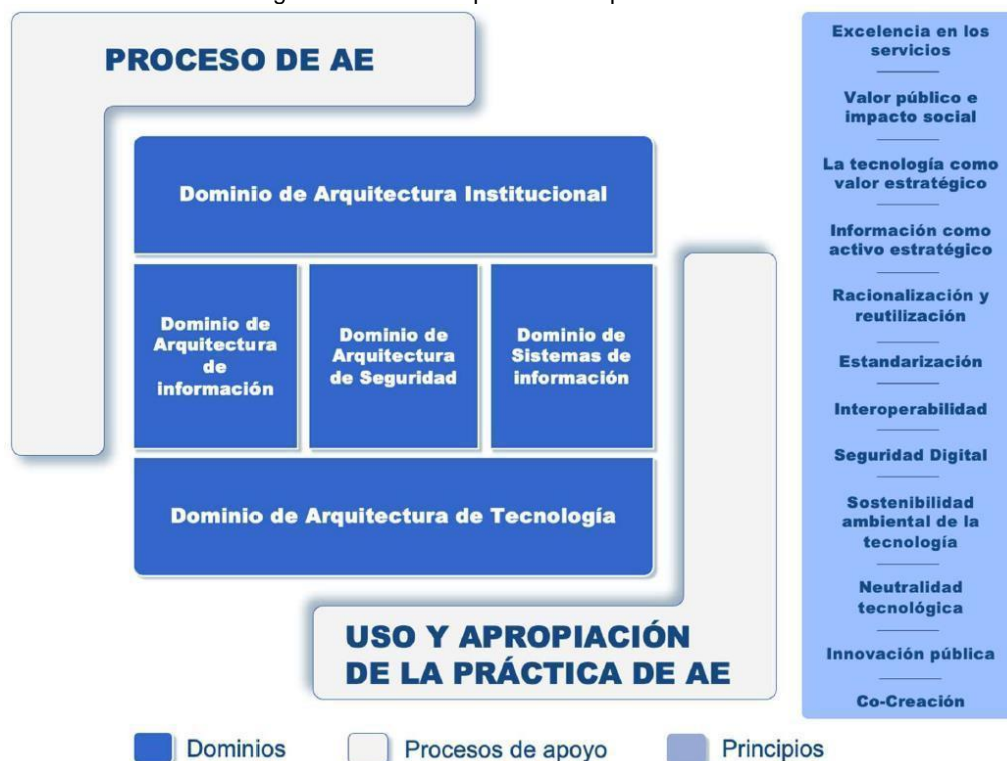 PROCESO DE AE
Dominio de Arquitectura Institucional
Dominio de
Arquitectura
de
información
Dominio de
Arquitectura
de Seguridad
Dominio de
Sistemas de
información
Dominio de Arquitectura de Tecnología
USO Y APROPIACIÓN
DE LA PRÁCTICA DE AE
Excelencia en los
servicios
Valor público e
impacto social
La tecnología como
valor estratégico
Información como
activo estratégico
Racionalización y
reutilización
Estandarización
Interoperabilidad
Seguridad Digital
Sostenibilidad
ambiental de la
tecnología
Neutralidad
tecnológica
Innovación pública
Co-Creación
Dominios
Procesos de apoyo
Principios